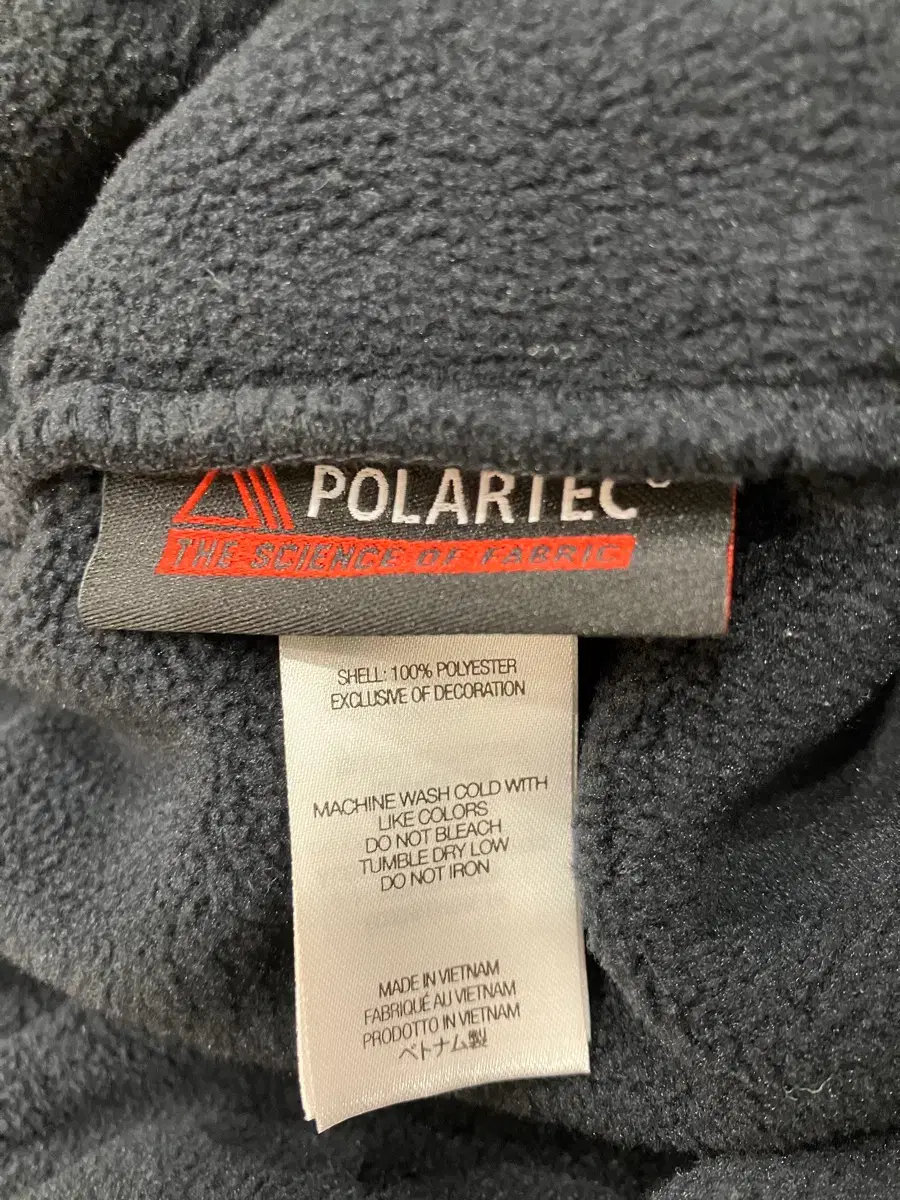 POLARTEC®
THE SCIENCE OF FABRIC
SHELL: 100% POLYESTER
EXCLUSIVE OF DECORATION
MACHINE WASH COLD WITH
LIKE COLORS
DO NOT BLEACH
TUMBLE DRY LOW
DO NOT IRON
MADE IN VIETNAM
FABRIQUÉ AU VIETNAM
PRODOTTO IN VIETNAM
ベトナム製